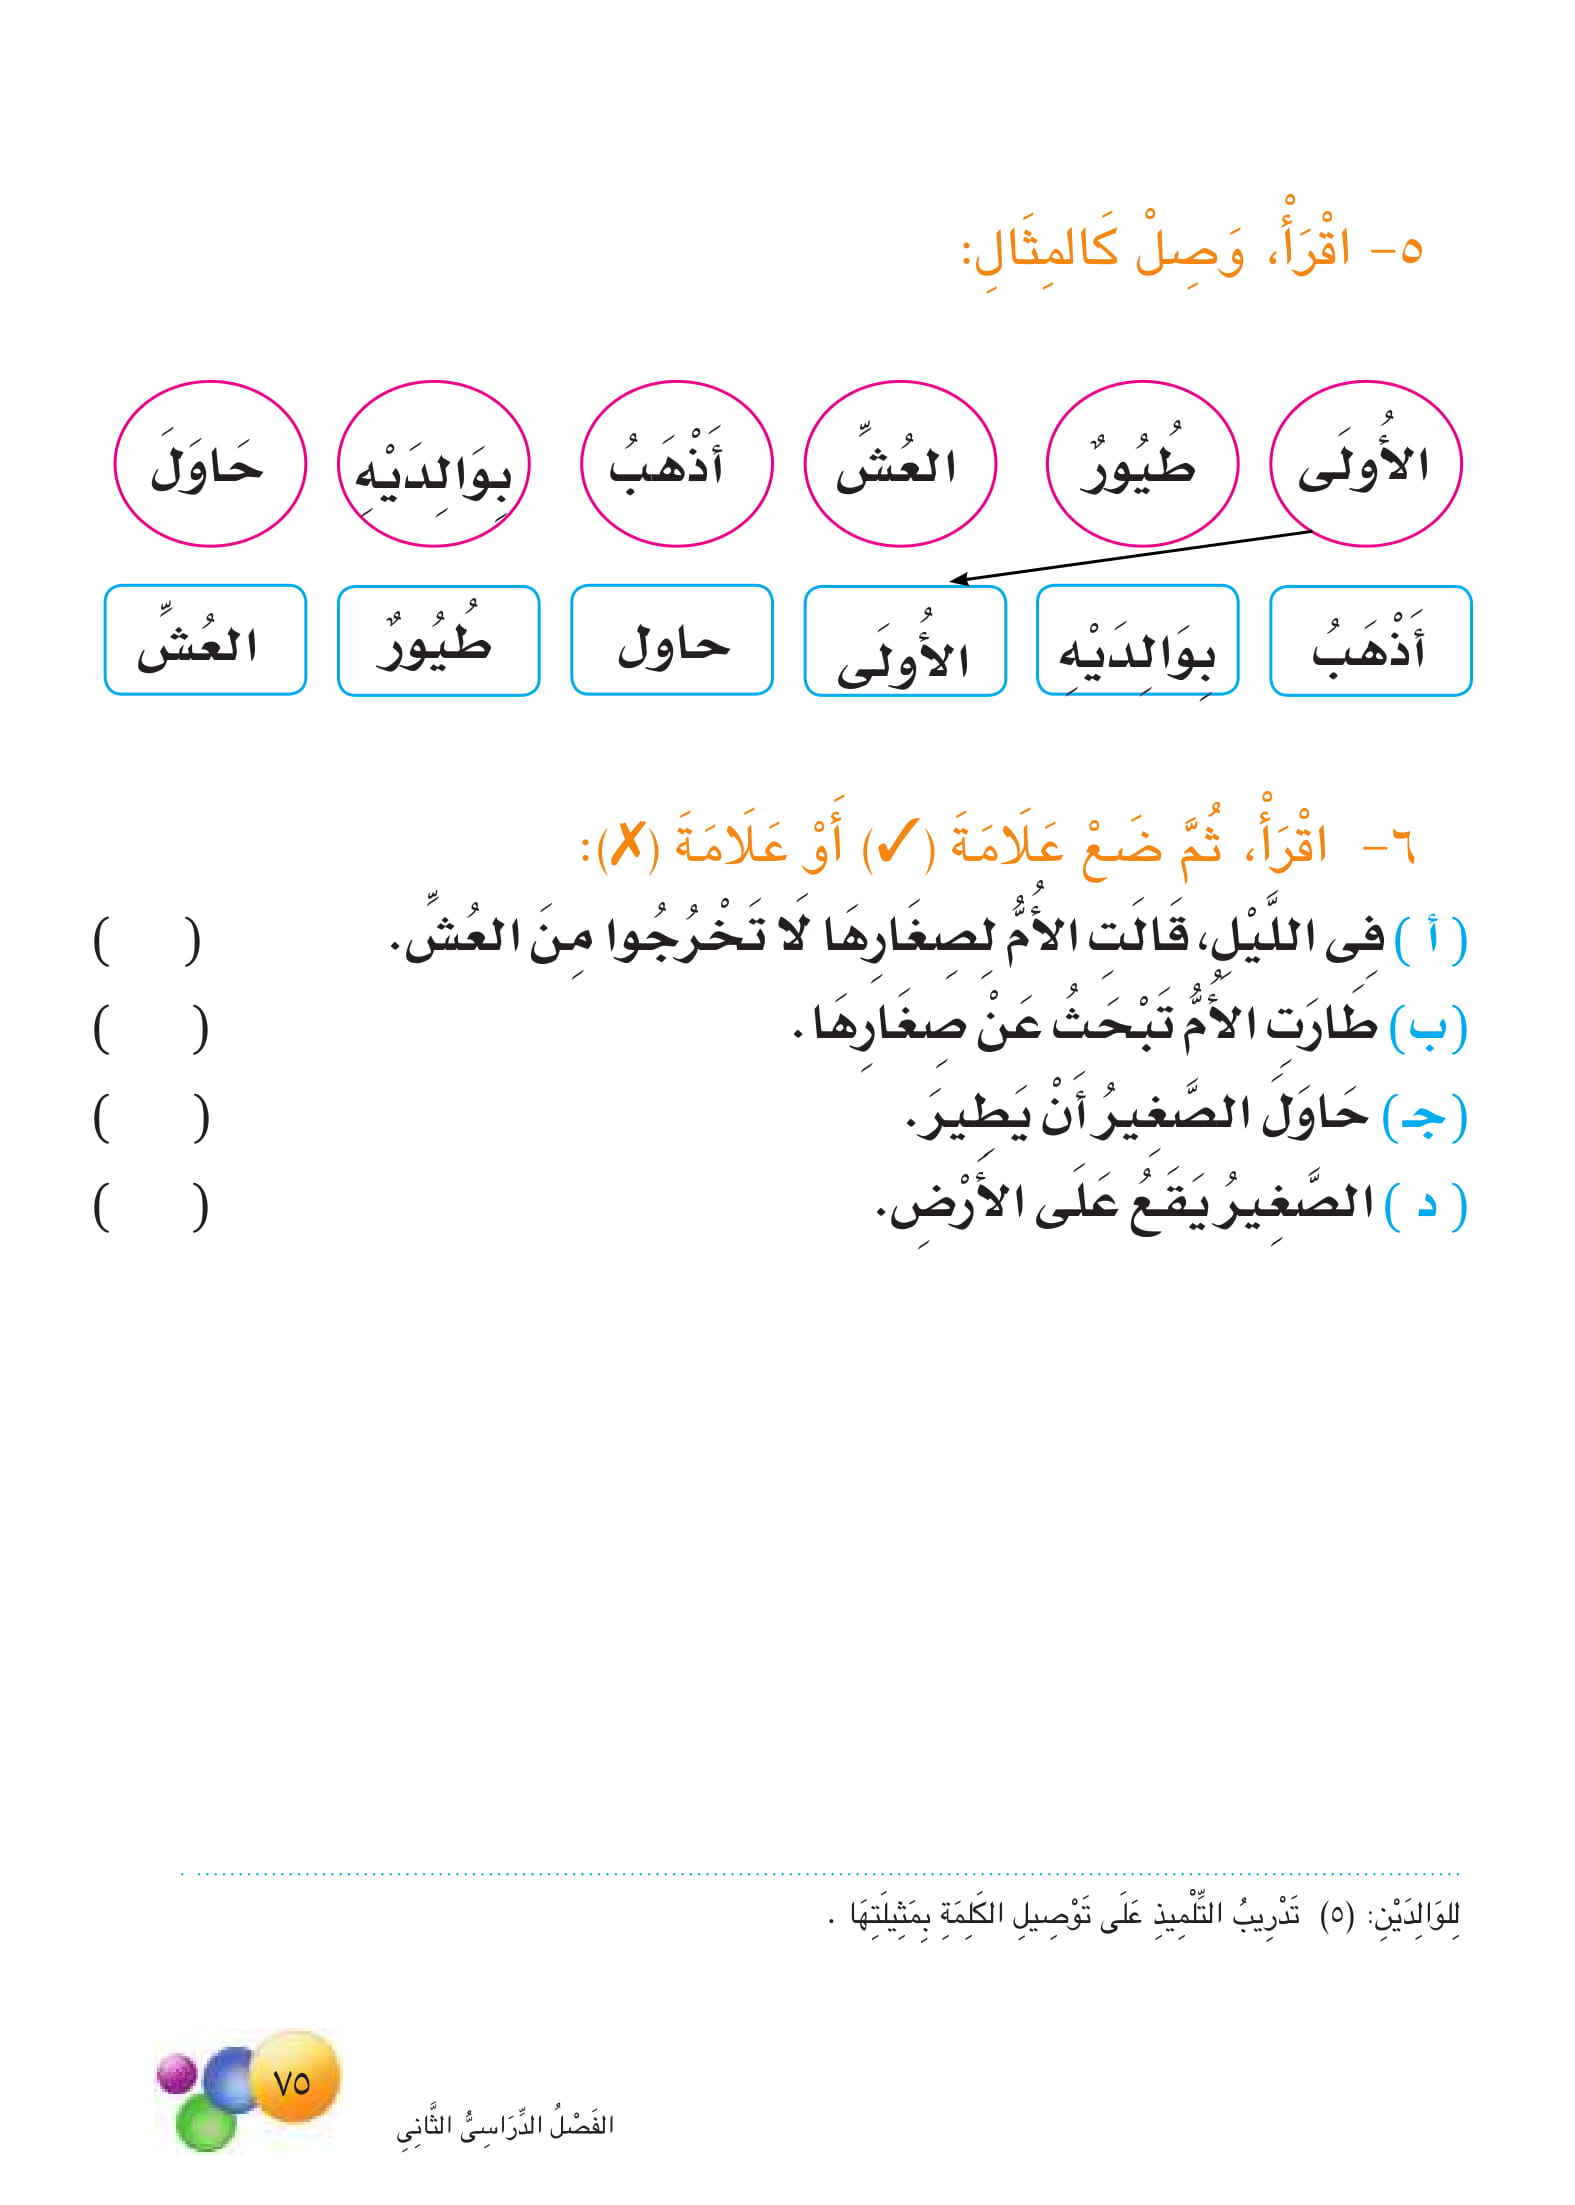 ٥- اقْرَأْ، وَصِلْ كَالمِثَالِ:
الأُولَى طُيُورٌ العُشِّ أَذْهَبُ بِوَالِدَيْهِ حَاوَلَ
أَذْهَبُ بِوَالِدَيْهِ الأُولَى حاول طُيُورٌ العُشِّ
٦- اقْرَأْ، ثُمَّ ضَعْ عَلَامَةَ (✓) أَوْ عَلَامَةَ (✗):
( أ ) فِى اللَّيْلِ، قَالَتِ الأُمُّ لِصِغَارِهَا لَا تَخْرُجُوا مِنَ العُشِّ. ( )
(ب) طَارَتِ الأُمُّ تَبْحَثُ عَنْ صِغَارِهَا . ( )
(جـ) حَاوَلَ الصَّغِيرُ أَنْ يَطِيرَ. ( )
( د ) الصَّغِيرُ يَقَعُ عَلَى الأَرْضِ. ( )
لِلوَالِدَيْنِ: (٥) تَدْرِيبُ التِّلْمِيذِ عَلَى تَوْصِيلِ الكَلِمَةِ بِمَثِيلَتِهَا .
٧٥
الفَصْلُ الدِّرَاسِىُّ الثَّانِي